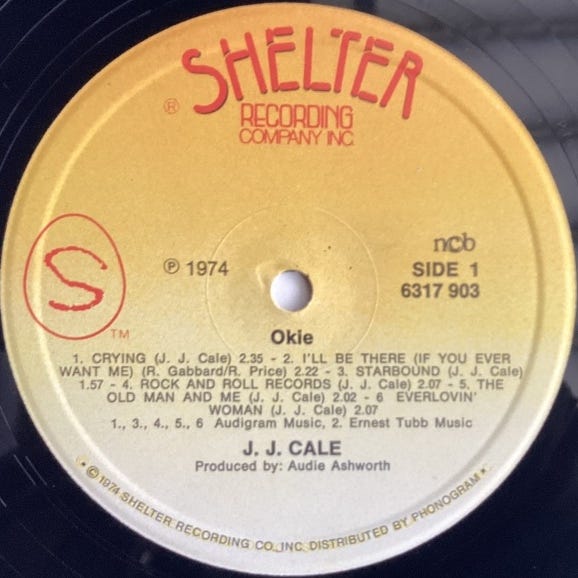 SHELTER
®
RECORDING
COMPANY INC.
S
TM
℗ 1974
ncb
SIDE 1
6317 903
Okie
1. CRYING (J. J. Cale) 2.35 - 2. I'LL BE THERE (IF YOU EVER
WANT ME) (R. Gabbard/R. Price) 2.22 - 3. STARBOUND (J. J. Cale)
1.57 - 4. ROCK AND ROLL RECORDS (J. J. Cale) 2.07 - 5, THE
OLD MAN AND ME (J. J. Cale) 2.02 - 6 EVERLOVIN'
WOMAN (J. J. Cale) 2.07
1., 3., 4., 5., 6 Audigram Music, 2. Ernest Tubb Music
J. J. CALE
Produced by: Audie Ashworth
* © 1974 SHELTER RECORDING CO., INC. DISTRIBUTED BY PHONOGRAM *